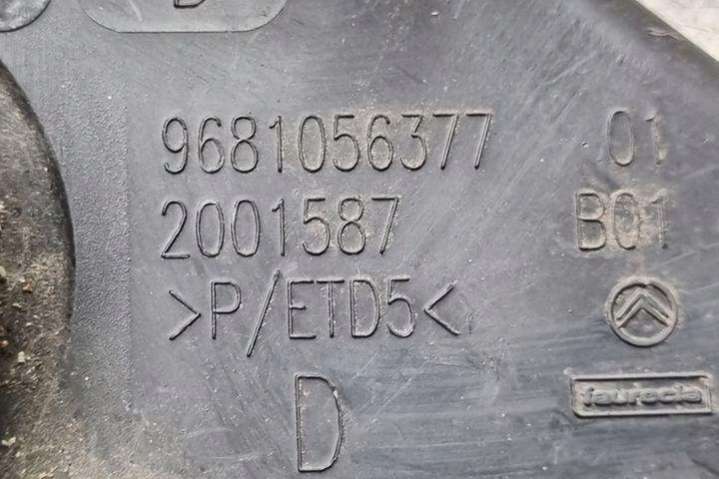 9681056377 01
2001587 B01
>P/ETD5<
faurecia
D